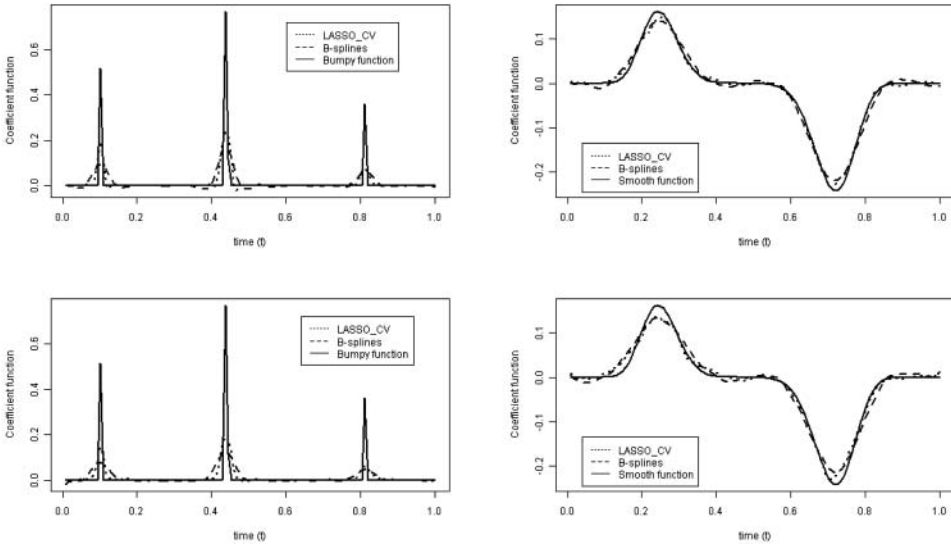 Coefficient function
0.6
0.4
0.2
0.0
LASSO_CV
B-splines
Bumpy function
0.0 0.2 0.4 0.6 0.8 1.0
time (t)
Coefficient function
0.1
0.0
-0.1
-0.2
LASSO_CV
B-splines
Smooth function
0.0 0.2 0.4 0.6 0.8 1.0
time (t)
Coefficient function
0.6
0.4
0.2
0.0
LASSO_CV
B-splines
Bumpy function
0.0 0.2 0.4 0.6 0.8 1.0
time (t)
Coefficient function
0.1
0.0
-0.1
-0.2
LASSO_CV
B-splines
Smooth function
0.0 0.2 0.4 0.6 0.8 1.0
time (t)